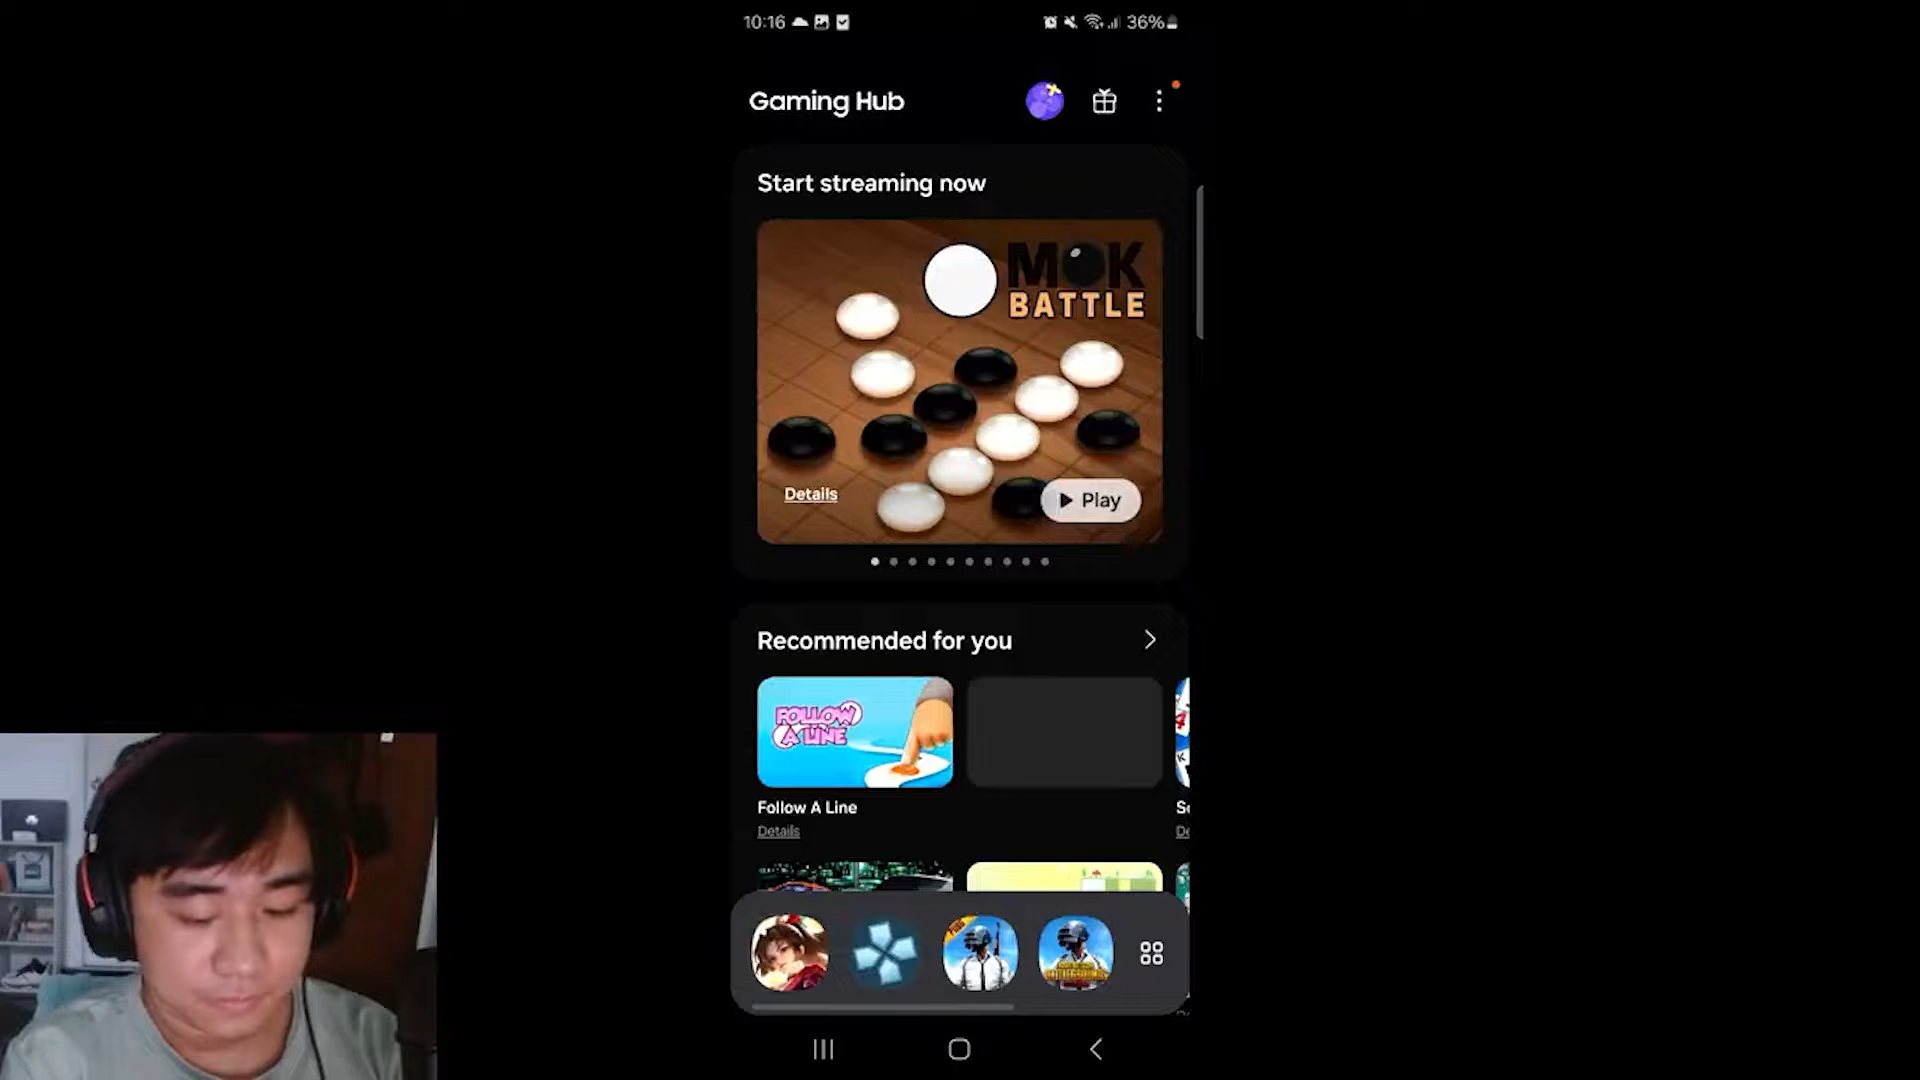 10:16
36%
Gaming Hub
Start streaming now
MOK
BATTLE
Details
Play
Recommended for you
FOLLOW
A LINE
Follow A Line
Details